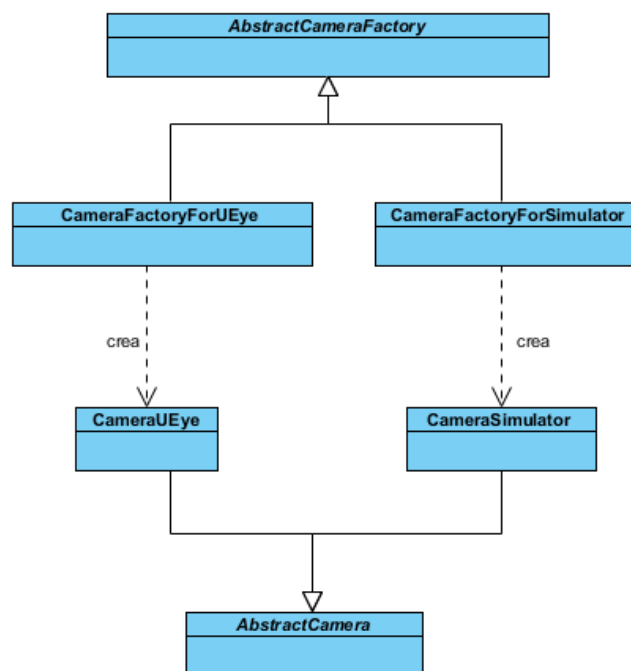 AbstractCameraFactory
CameraFactoryForUEye
CameraFactoryForSimulator
crea
crea
CameraUEye
CameraSimulator
AbstractCamera